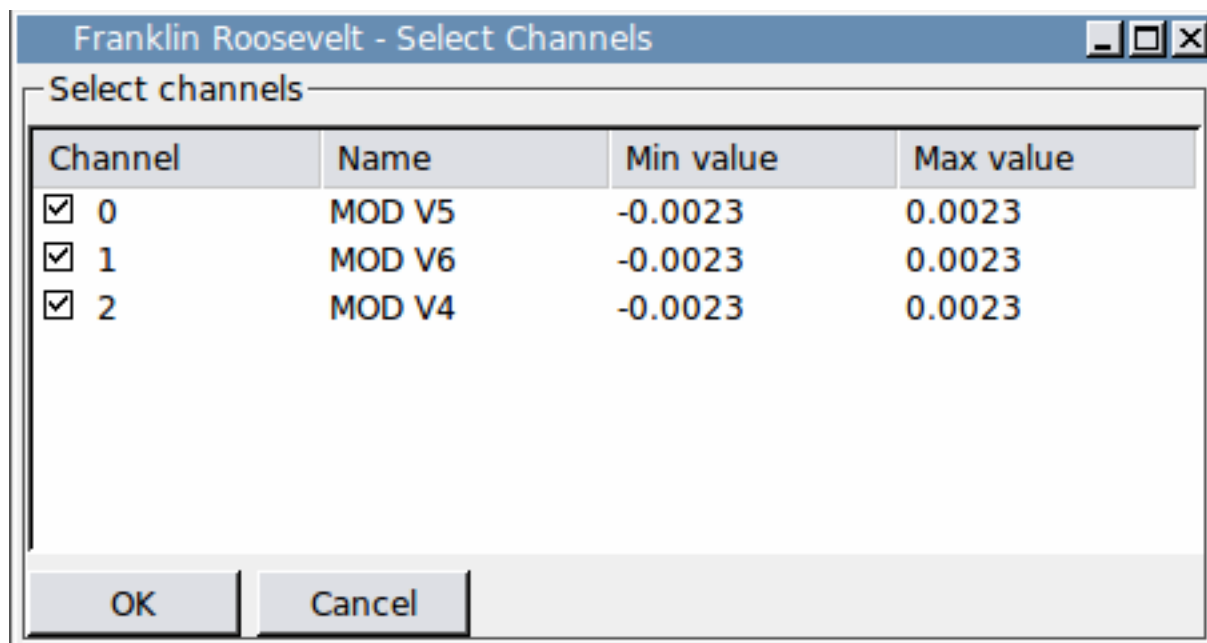 Franklin Roosevelt - Select Channels
Select channels
Channel Name Min value Max value
0 MOD V5 -0.0023 0.0023
1 MOD V6 -0.0023 0.0023
2 MOD V4 -0.0023 0.0023
OK Cancel